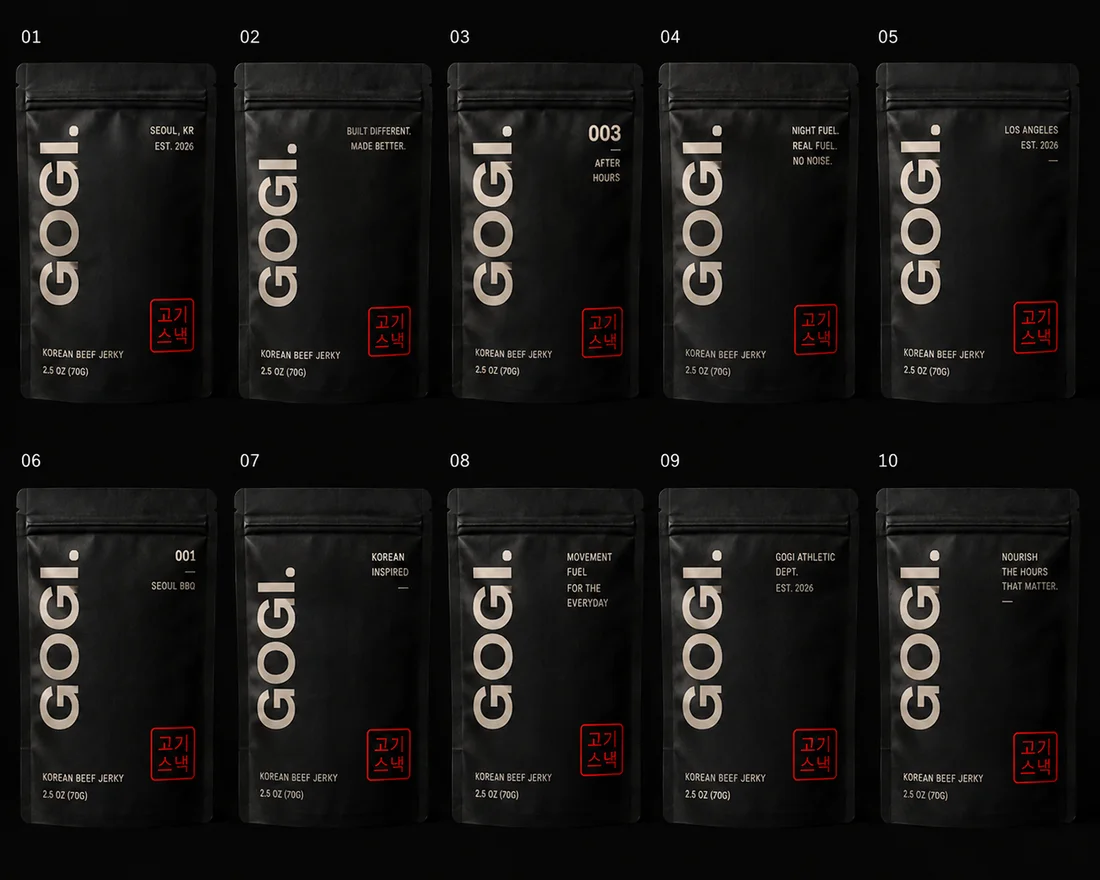 01
GOGI.
SEOUL, KR
EST. 2026
고기
스낵
KOREAN BEEF JERKY
2.5 OZ (70G)
02
GOGI.
BUILT DIFFERENT.
MADE BETTER.
고기
스낵
KOREAN BEEF JERKY
2.5 OZ (70G)
03
GOGI.
003
AFTER
HOURS
고기
스낵
KOREAN BEEF JERKY
2.5 OZ (70G)
04
GOGI.
NIGHT FUEL.
REAL FUEL.
NO NOISE.
고기
스낵
KOREAN BEEF JERKY
2.5 OZ (70G)
05
GOGI.
LOS ANGELES
EST. 2026
고기
스낵
KOREAN BEEF JERKY
2.5 OZ (70G)
06
GOGI.
001
SEOUL BBQ
고기
스낵
KOREAN BEEF JERKY
2.5 OZ (70G)
07
GOGI.
KOREAN
INSPIRED
고기
스낵
KOREAN BEEF JERKY
2.5 OZ (70G)
08
GOGI.
MOVEMENT
FUEL
FOR THE
EVERYDAY
고기
스낵
KOREAN BEEF JERKY
2.5 OZ (70G)
09
GOGI.
GOGI ATHLETIC
DEPT.
EST. 2026
고기
스낵
KOREAN BEEF JERKY
2.5 OZ (70G)
10
GOGI.
NOURISH
THE HOURS
THAT MATTER.
고기
스낵
KOREAN BEEF JERKY
2.5 OZ (70G)